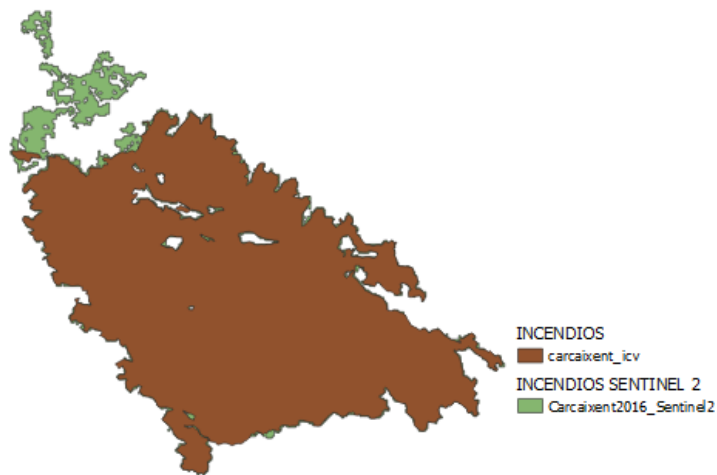 INCENDIOS
carcaixent_icv
INCENDIOS SENTINEL 2
Carcaixent2016_Sentinel2